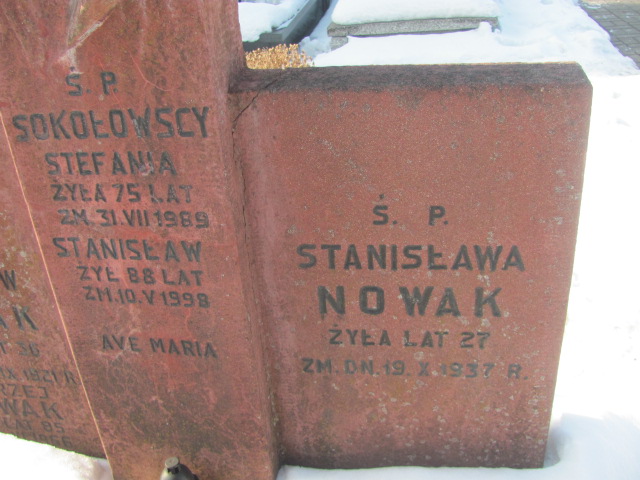 Ś. P.
SOKOŁOWSCY
STEFANIA
ŻYŁA 75 LAT
ZM. 31. VII 1989
STANISŁAW
ŻYŁ 88 LAT
ZM. 10. V 1998
AVE MARIA
Ś. P.
STANISŁAWA
NOWAK
ŻYŁA LAT 27
ZM. DN. 19. X 1937 R.